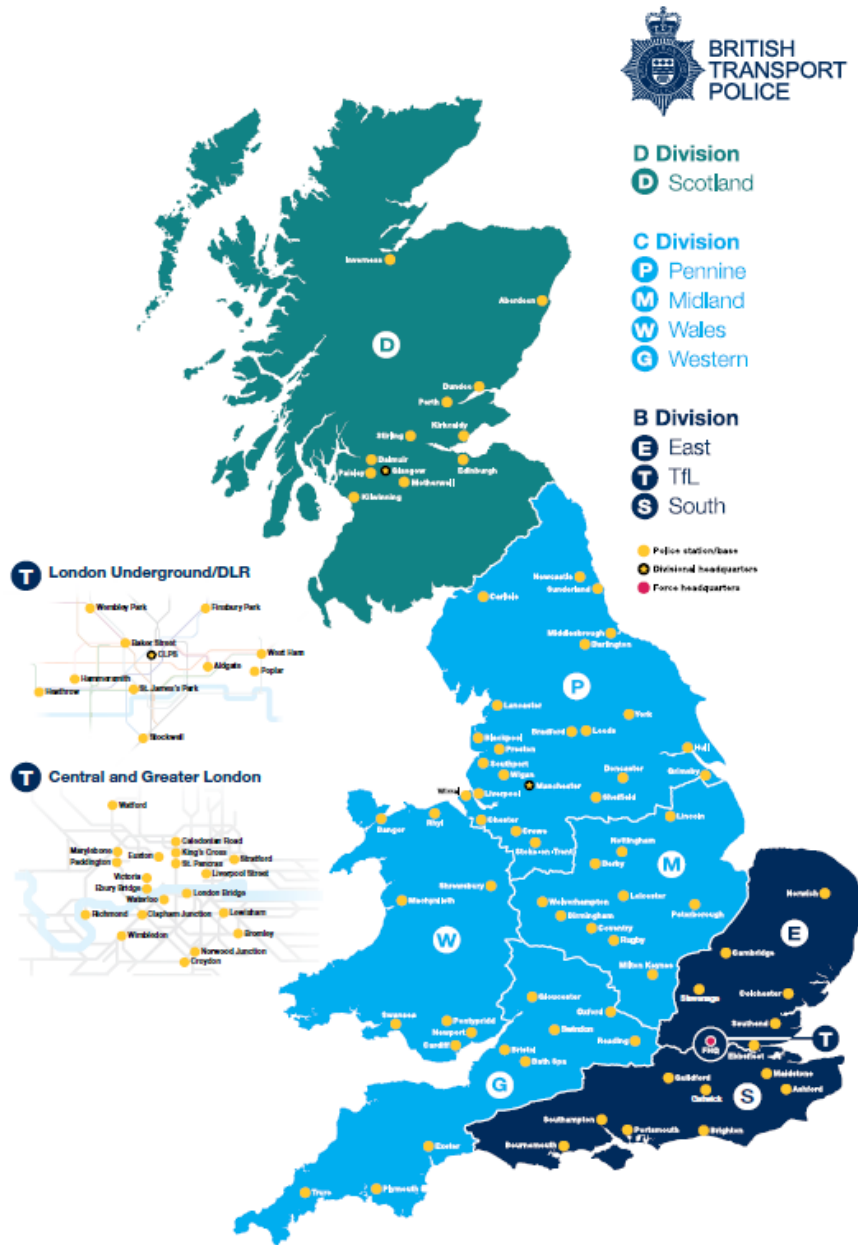 BRITISH
TRANSPORT
POLICE
D Division
D Scotland
C Division
P Pennine
M Midland
W Wales
G Western
B Division
E East
T TfL
S South
Police station/base
Divisional headquarters
Force headquarters
Inverness
Aberdeen
D
Dundee
Perth
Kirkcaldy
Stirling
Dalmuir
Glasgow
Edinburgh
Paisley
Motherwell
Kilwinning
T London Underground/DLR
Wembley Park
Finsbury Park
Baker Street
West Ham
Aldgate
Poplar
Hammersmith
Heathrow
St. James's Park
Stockwell
Newcastle
Sunderland
Carlisle
Middlesbrough
Darlington
P
Lancaster
York
Blackpool
Bradford
Leeds
Hull
Preston
Southport
Wigan
Doncaster
Grimsby
Manchester
Wirral
Liverpool
Sheffield
T Central and Greater London
Watford
Caledonian Road
Marylebone
King's Cross
Euston
Paddington
St. Pancras
Stratford
Liverpool Street
Victoria
Ebury Bridge
London Bridge
Waterloo
Richmond
Clapham Junction
Lewisham
Wimbledon
Bromley
Norwood Junction
Croydon
Bangor
Rhyl
Chester
Crewe
Stoke-on-Trent
Lincoln
Nottingham
M
Derby
Shrewsbury
Machynlleth
Wolverhampton
Leicester
Peterborough
Birmingham
Coventry
Rugby
Norwich
E
W
Cambridge
Milton Keynes
Stevenage
Colchester
Gloucester
Oxford
Southend
Swansea
Pontypridd
Newport
Cardiff
Swindon
Reading
FHQ
T
Ebbsfleet
Bristol
Bath Spa
G
Guildford
Maidstone
Gatwick
Ashford
S
Southampton
Portsmouth
Brighton
Bournemouth
Exeter
Truro
Plymouth